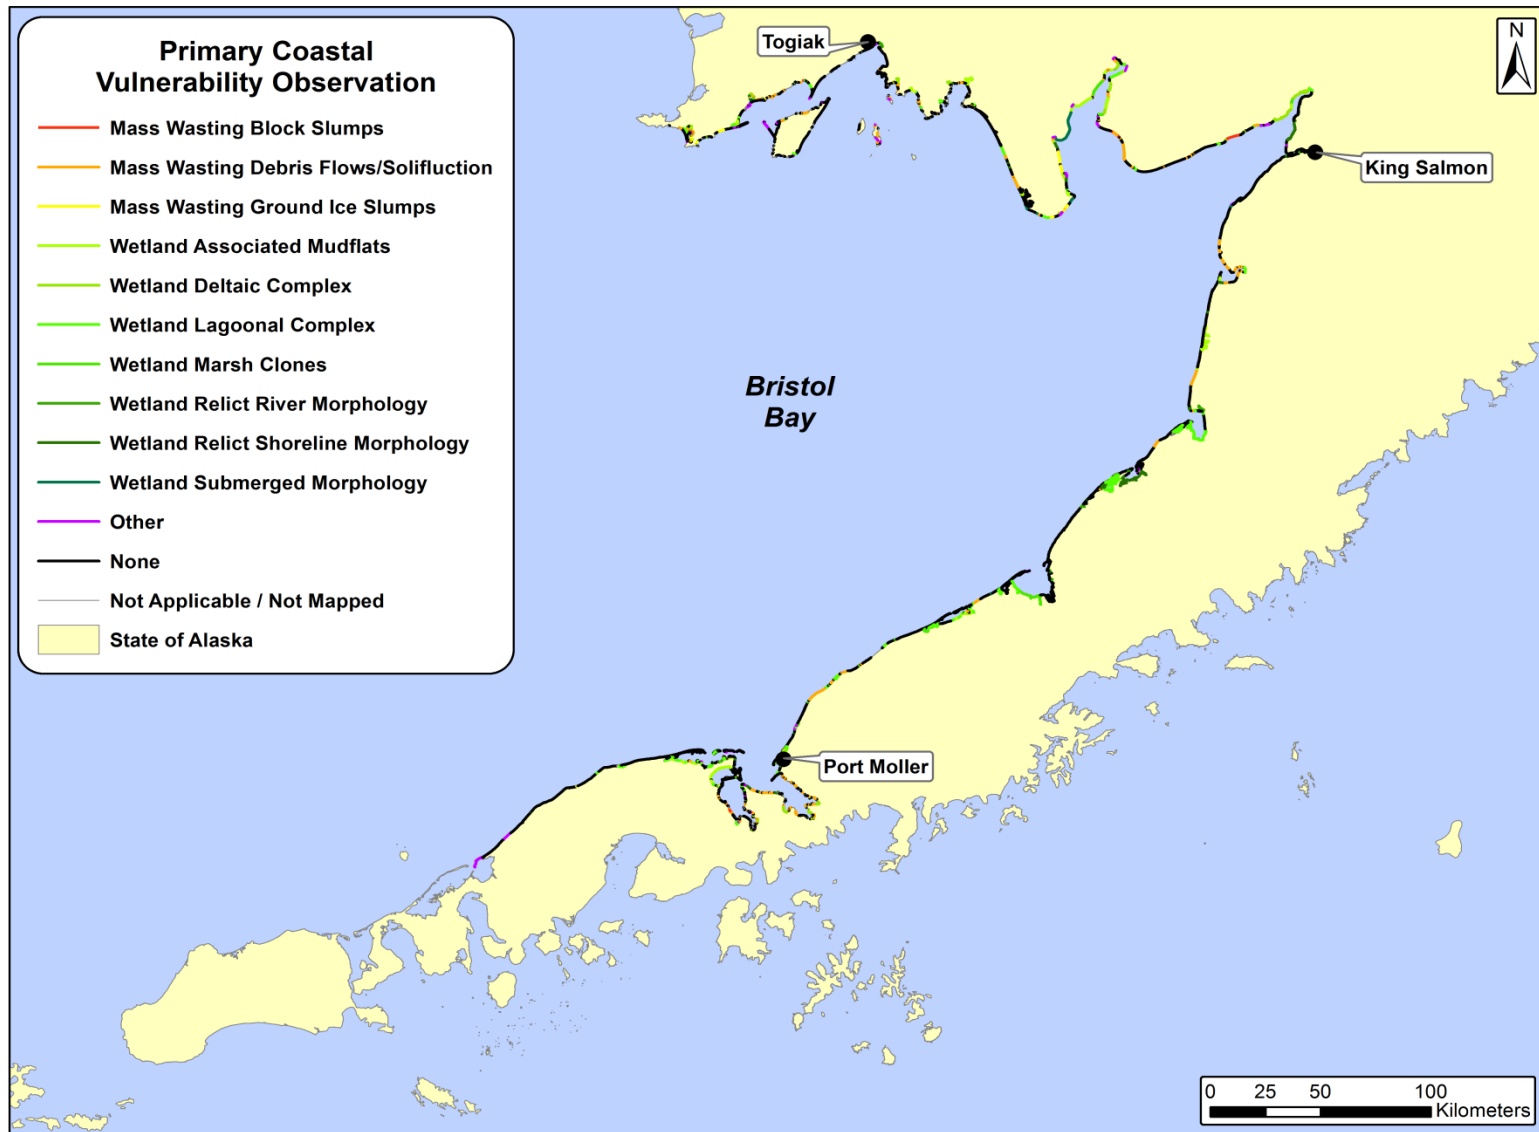 Primary Coastal
Vulnerability Observation
Mass Wasting Block Slumps
Mass Wasting Debris Flows/Solifluction
Mass Wasting Ground Ice Slumps
Wetland Associated Mudflats
Wetland Deltaic Complex
Wetland Lagoonal Complex
Wetland Marsh Clones
Wetland Relict River Morphology
Wetland Relict Shoreline Morphology
Wetland Submerged Morphology
Other
None
Not Applicable / Not Mapped
State of Alaska
Togiak
N
King Salmon
Bristol
Bay
Port Moller
0 25 50 100
Kilometers